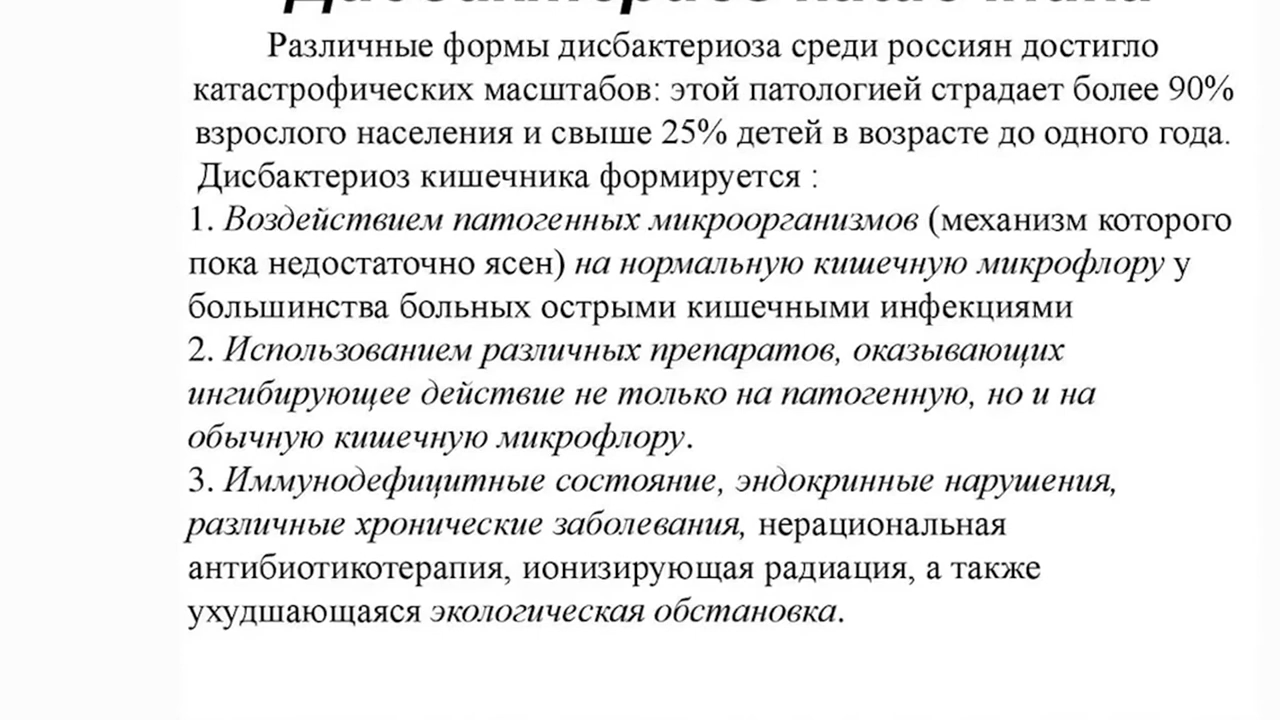 Различные формы дисбактериоза среди россиян достигло
катастрофических масштабов: этой патологией страдает более 90%
взрослого населения и свыше 25% детей в возрасте до одного года.
Дисбактериоз кишечника формируется :
1. Воздействием патогенных микроорганизмов (механизм которого
пока недостаточно ясен) на нормальную кишечную микрофлору у
большинства больных острыми кишечными инфекциями
2. Использованием различных препаратов, оказывающих
ингибирующее действие не только на патогенную, но и на
обычную кишечную микрофлору.
3. Иммунодефицитные состояние, эндокринные нарушения,
различные хронические заболевания, нерациональная
антибиотикотерапия, ионизирующая радиация, а также
ухудшающаяся экологическая обстановка.